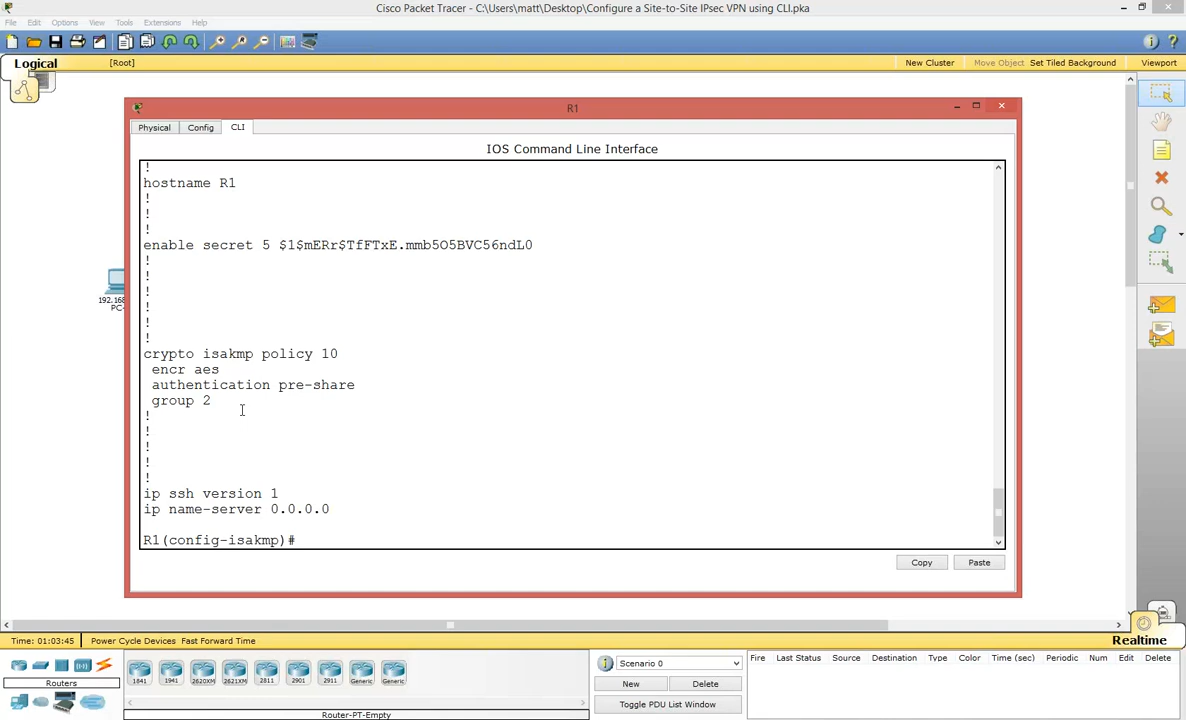 Cisco Packet Tracer - C:\Users\matt\Desktop\Configure a Site-to-Site IPsec VPN using CLI.pka
File Edit Options View Tools Extensions Help
Logical [Root] New Cluster Move Object Set Tiled Background Viewport
R1
Physical Config CLI
IOS Command Line Interface
!
hostname R1
!
!
!
enable secret 5 $1$mERr$TfFTxE.mmb5O5BVC56ndL0
!
!
!
!
!
!
crypto isakmp policy 10
encr aes
authentication pre-share
group 2
!
!
!
!
!
ip ssh version 1
ip name-server 0.0.0.0
R1(config-isakmp)#
Copy Paste
192.168
PC-
Time: 01:03:45 Power Cycle Devices Fast Forward Time Realtime
Routers
1841 1941 2620XM 2621XM 2811 2901 2911 Generic Generic
Router-PT-Empty
Scenario 0
New Delete
Toggle PDU List Window
Fire Last Status Source Destination Type Color Time (sec) Periodic Num Edit Delete